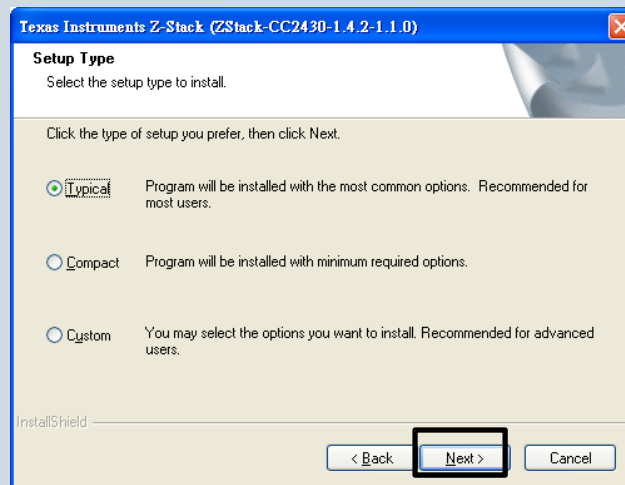 Texas Instruments Z-Stack (ZStack-CC2430-1.4.2-1.1.0)
Setup Type
Select the setup type to install.
Click the type of setup you prefer, then click Next.
Typical Program will be installed with the most common options. Recommended for
most users.
Compact Program will be installed with minimum required options.
Custom You may select the options you want to install. Recommended for advanced
users.
InstallShield
< Back Next > Cancel